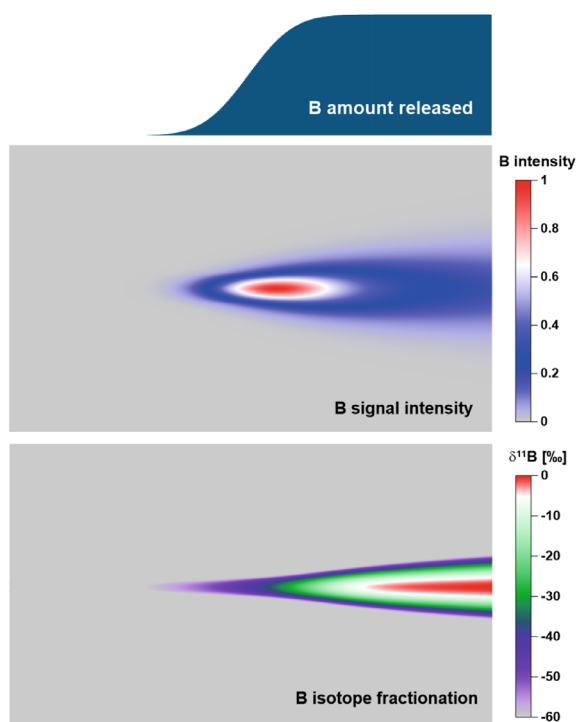 B amount released
B intensity
1
0.8
0.6
0.4
0.2
0
B signal intensity
δ¹¹B [‰]
0
-10
-20
-30
-40
-50
-60
B isotope fractionation